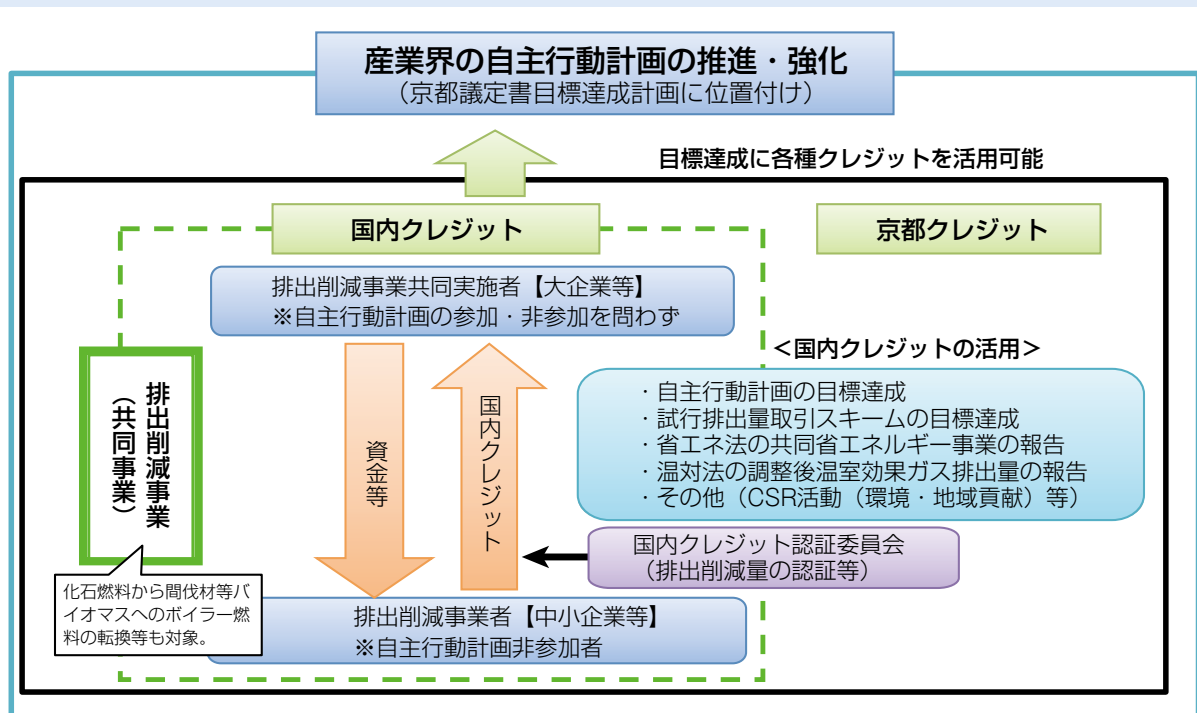 産業界の自主行動計画の推進・強化
（京都議定書目標達成計画に位置付け）
目標達成に各種クレジットを活用可能
国内クレジット
京都クレジット
排出削減事業共同実施者【大企業等】
※自主行動計画の参加・非参加を問わず
排出削減事業
（共同事業）
資金等
国内クレジット
＜国内クレジットの活用＞
・自主行動計画の目標達成
・試行排出量取引スキームの目標達成
・省エネ法の共同省エネルギー事業の報告
・温対法の調整後温室効果ガス排出量の報告
・その他（CSR活動（環境・地域貢献）等）
国内クレジット認証委員会
（排出削減量の認証等）
化石燃料から間伐材等バ
イオマスへのボイラー燃
料の転換等も対象。
排出削減事業者【中小企業等】
※自主行動計画非参加者